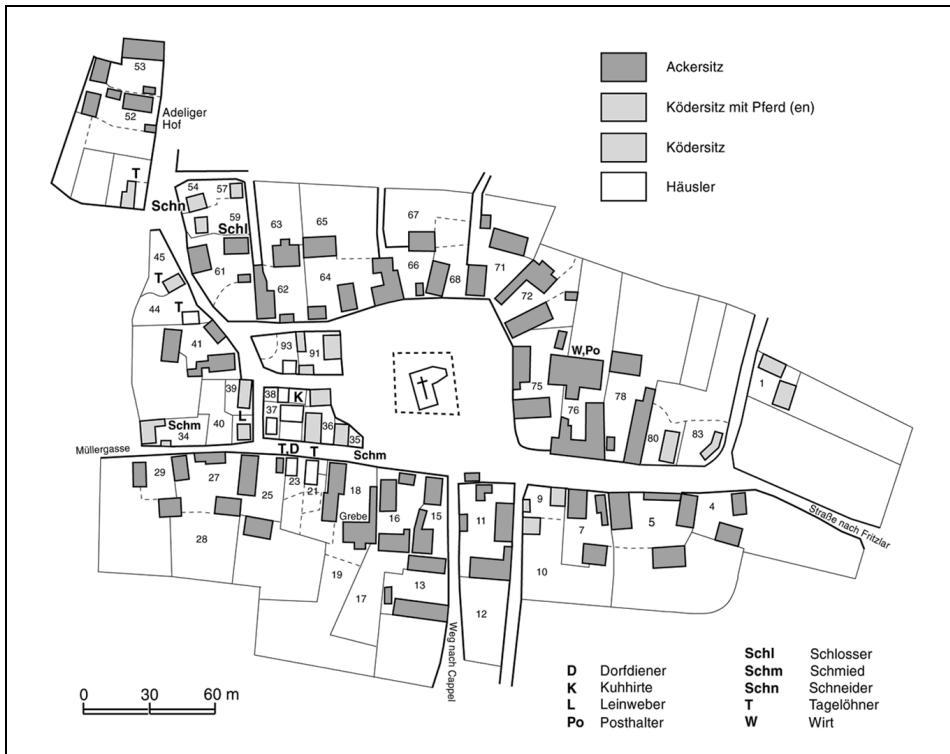 53
52
Adeliger
Hof
T
Ackersitz
Ködersitz mit Pferd (en)
Ködersitz
Häusler
54
57
Schn
59
Schl
61
63
65
62
64
67
66
68
71
72
45
T
44
T
41
93
91
39
38
K
37
36
35
L
40
Schm
34
Schm
W,Po
75
76
78
80
83
1
Müllergasse
T,D
T
29
27
25
23
21
18
Grebe
28
19
17
16
15
13
11
12
9
7
5
4
10
Straße nach Fritzlar
Weg nach Cappel
0 30 60 m
D Dorfdiener
K Kuhhirte
L Leinweber
Po Posthalter
Schl Schlosser
Schm Schmied
Schn Schneider
T Tagelöhner
W Wirt